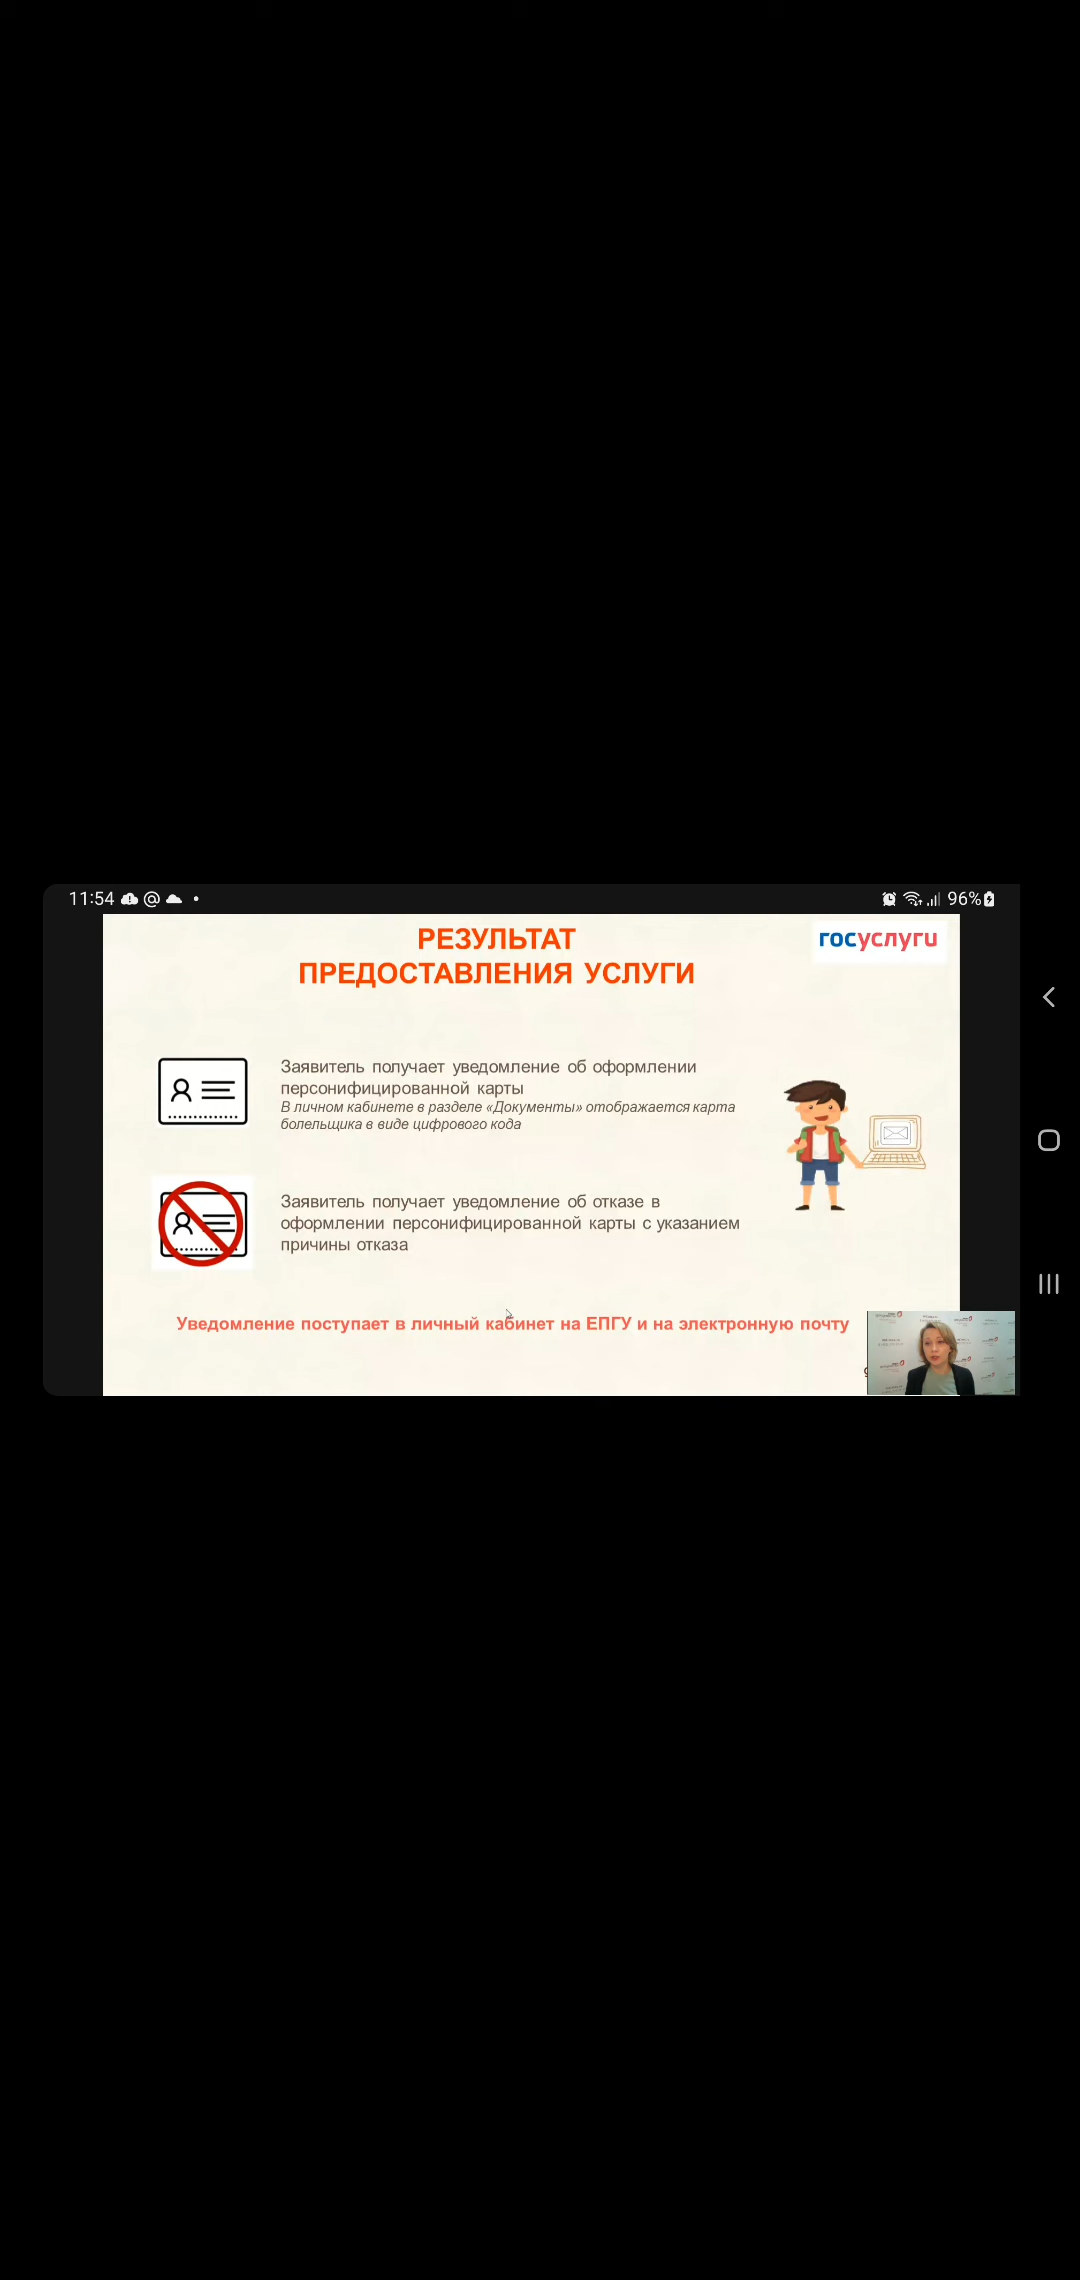 11:54
96%
РЕЗУЛЬТАТ
ПРЕДОСТАВЛЕНИЯ УСЛУГИ
госуслуги
Заявитель получает уведомление об оформлении
персонифицированной карты
В личном кабинете в разделе «Документы» отображается карта
болельщика в виде цифрового кода
Заявитель получает уведомление об отказе в
оформлении персонифицированной карты с указанием
причины отказа
Уведомление поступает в личный кабинет на ЕПГУ и на электронную почту